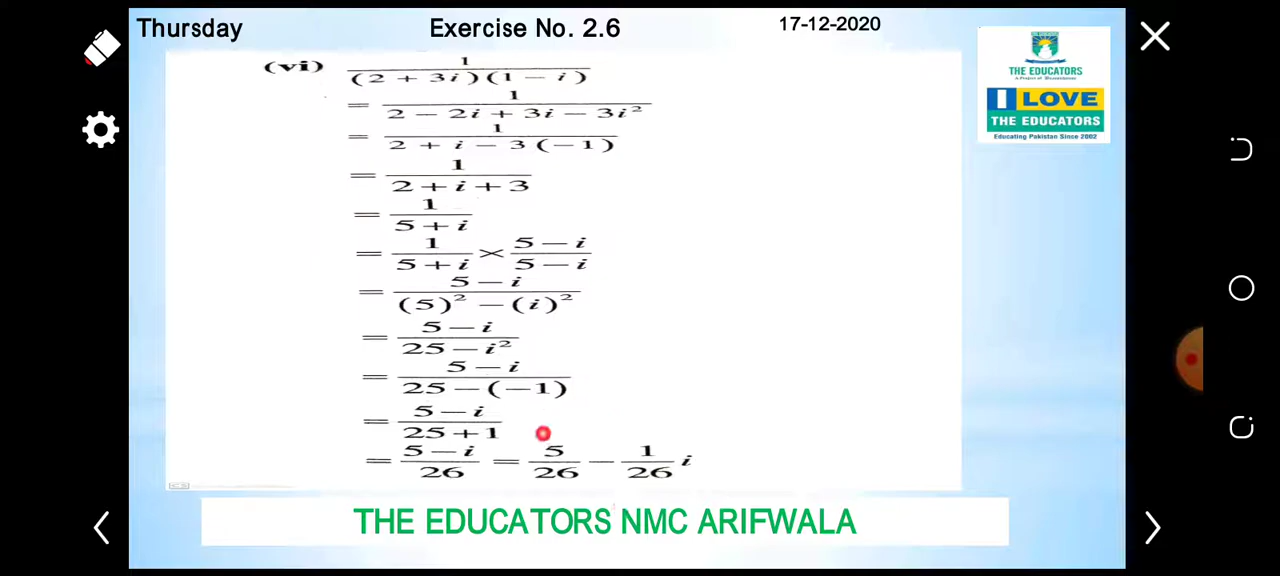 Thursday
Exercise No. 2.6
17-12-2020
(vi) 1/((2 + 3i)(1 − i))
= 1/(2 − 2i + 3i − 3i²)
= 1/(2 + i − 3(−1))
= 1/(2 + i + 3)
= 1/(5 + i)
= 1/(5 + i) × (5 − i)/(5 − i)
= (5 − i)/((5)² − (i)²)
= (5 − i)/(25 − i²)
= (5 − i)/(25 − (−1))
= (5 − i)/(25 + 1)
= (5 − i)/26 = 5/26 − 1/26 i
THE EDUCATORS
I LOVE
THE EDUCATORS
Educating Pakistan Since 2002
THE EDUCATORS NMC ARIFWALA